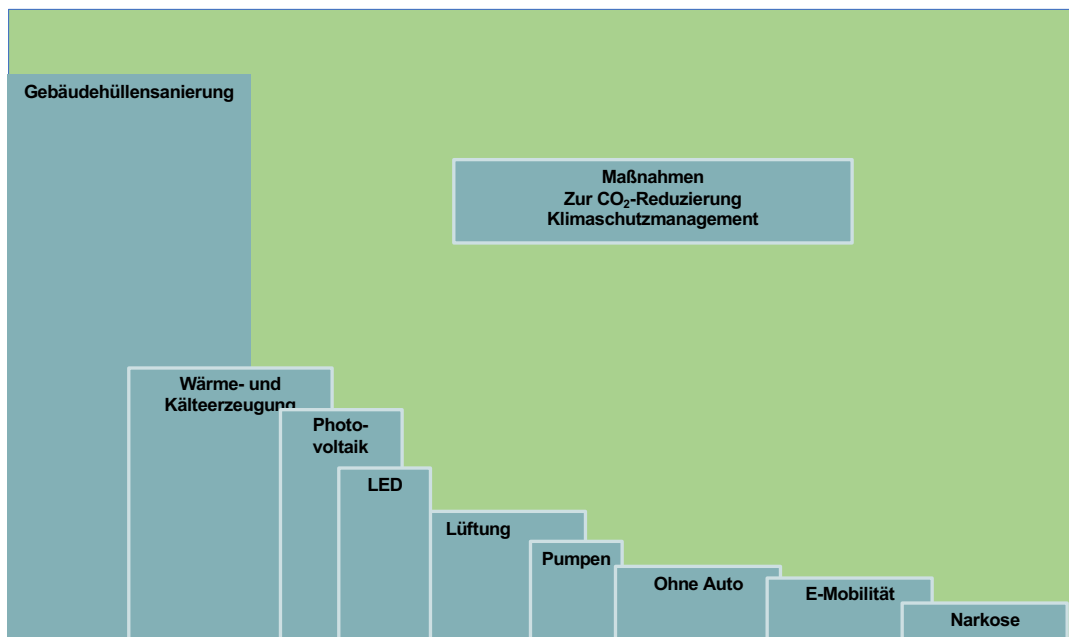 Gebäudehüllensanierung
Maßnahmen
Zur CO₂-Reduzierung
Klimaschutzmanagement
Wärme- und
Kälteerzeugung
Photo-
voltaik
LED
Lüftung
Pumpen
Ohne Auto
E-Mobilität
Narkose